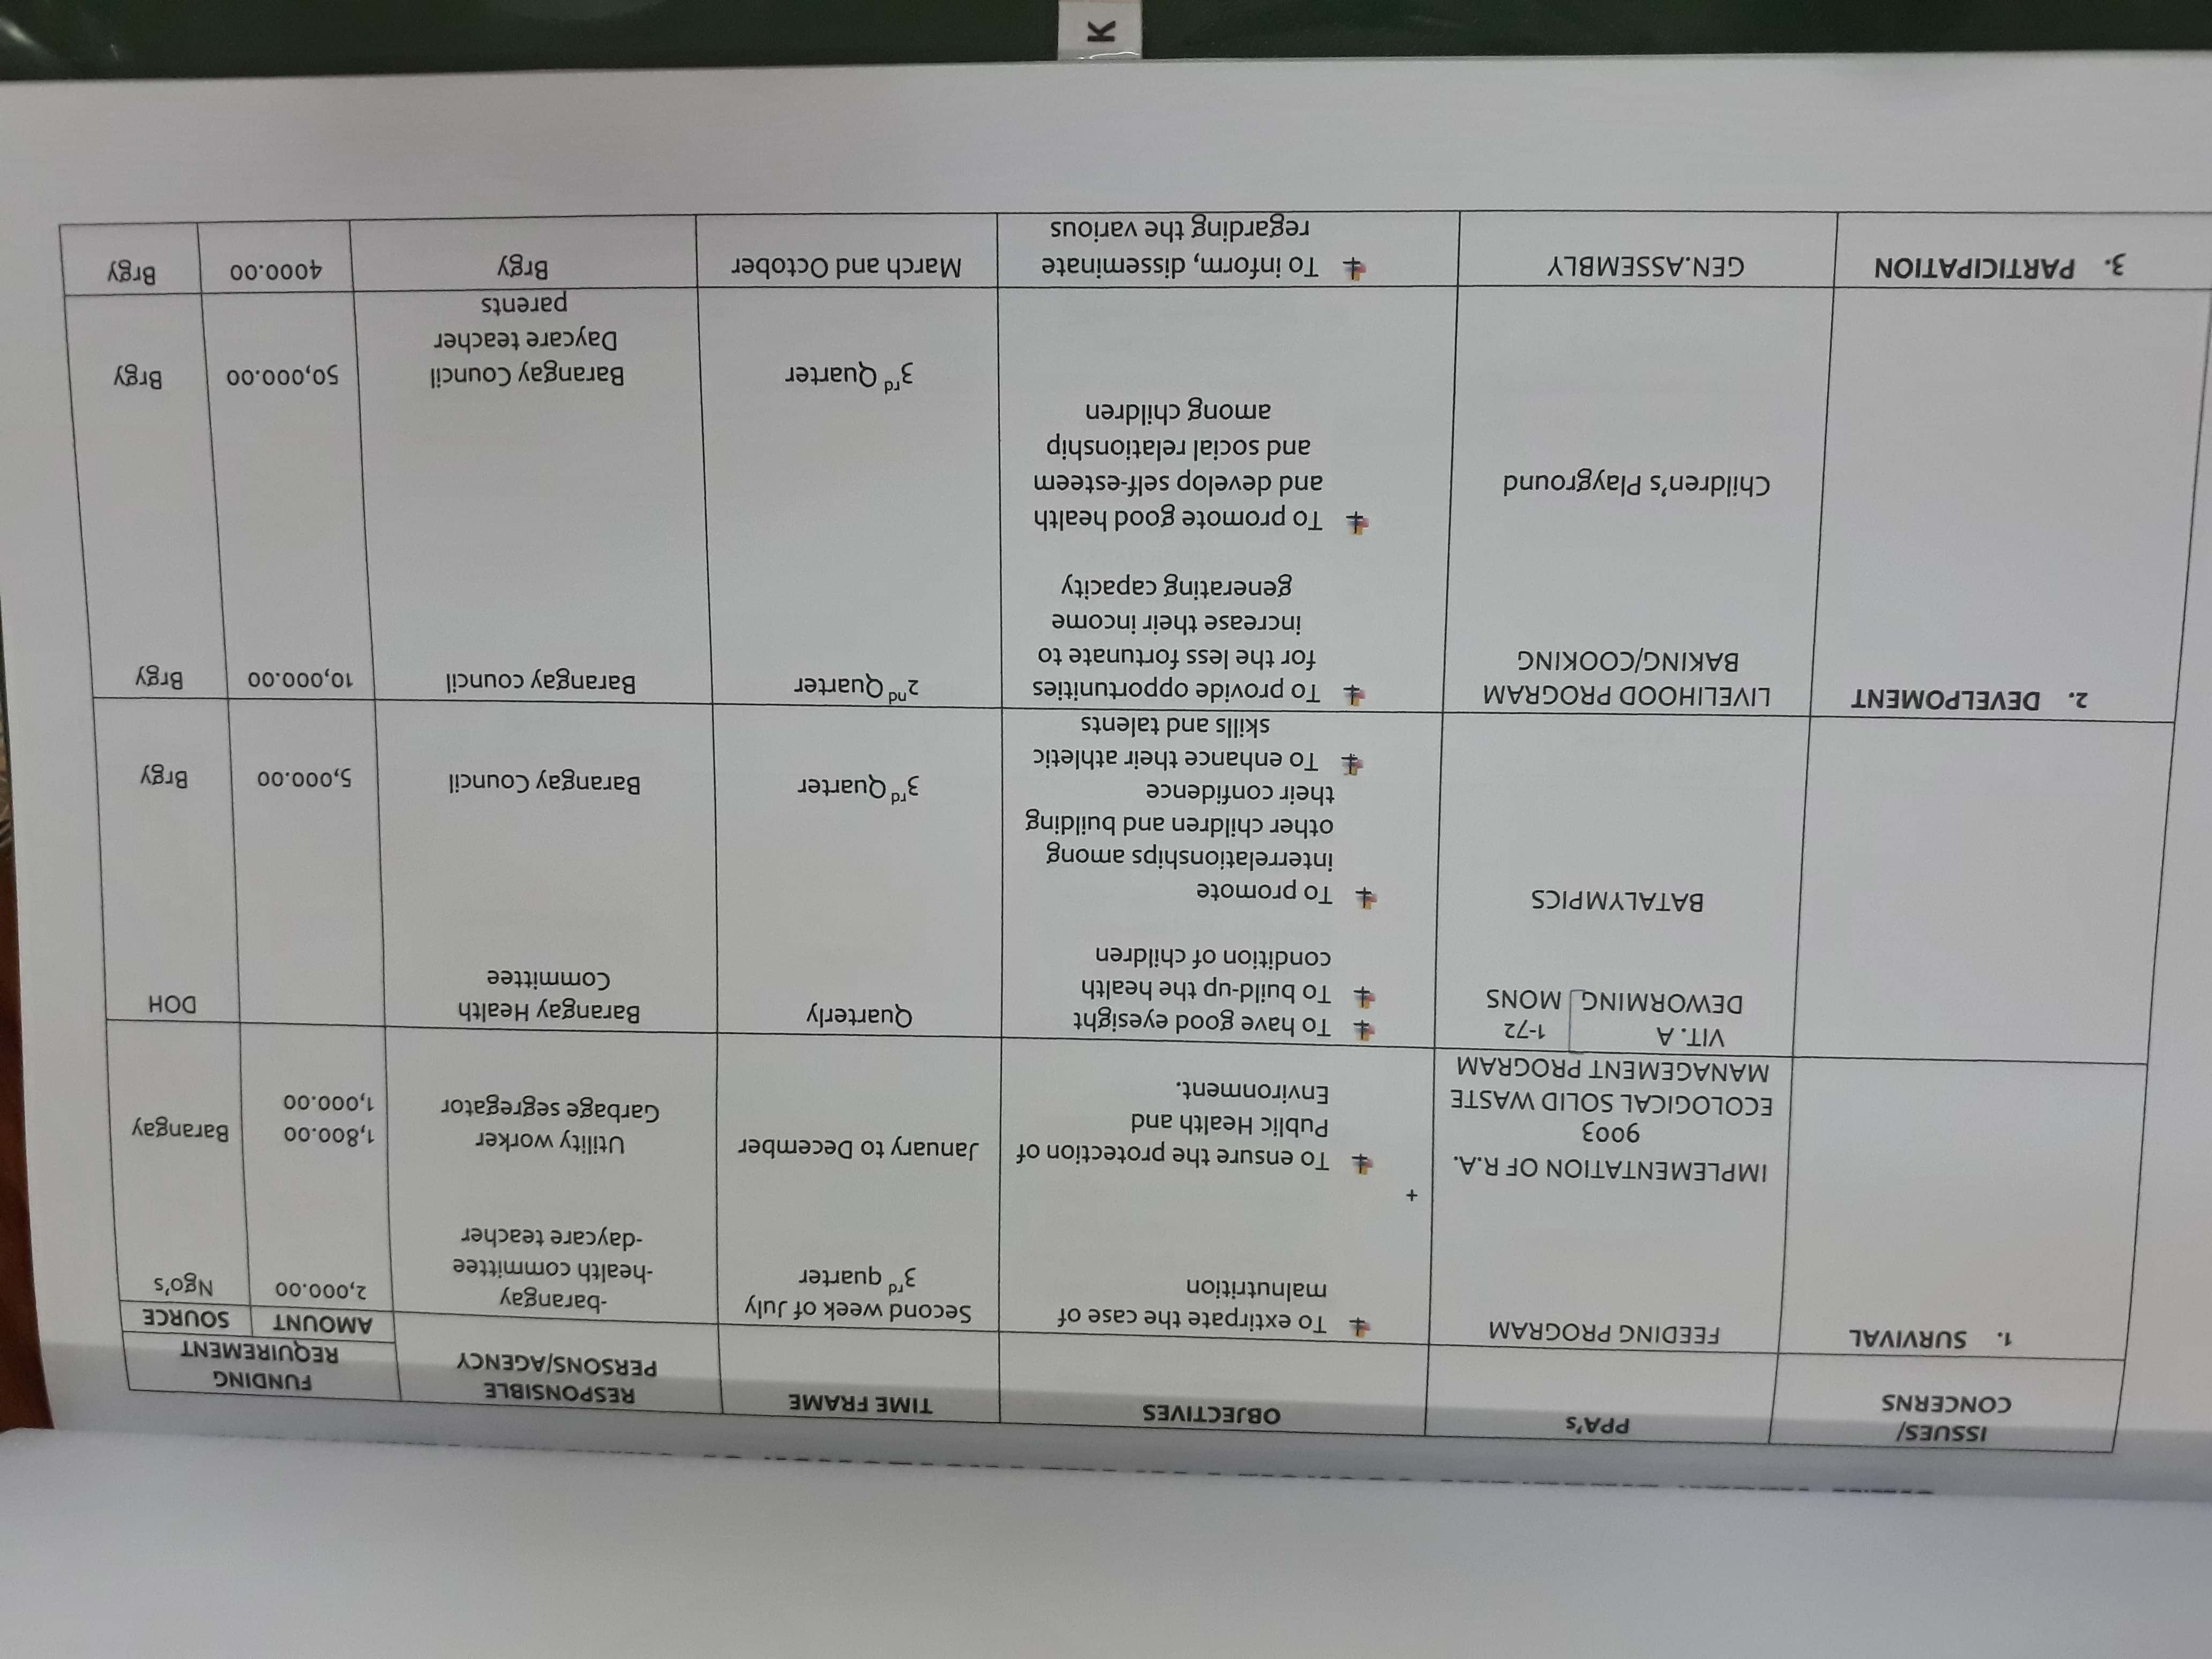 ISSUES/
CONCERNS
PPA's
OBJECTIVES
TIME FRAME
RESPONSIBLE
PERSONS/AGENCY
FUNDING
REQUIREMENT
AMOUNT
SOURCE
1. SURVIVAL
FEEDING PROGRAM
To extirpate the case of
malnutrition
Second week of July
3rd quarter
-barangay
-health committee
-daycare teacher
2,000.00
Ngo's
+
IMPLEMENTATION OF R.A.
9003
ECOLOGICAL SOLID WASTE
MANAGEMENT PROGRAM
To ensure the protection of
Public Health and
Environment.
January to December
Utility worker
Garbage segregator
1,800.00
1,000.00
Barangay
VIT. A
DEWORMING
1-72
MONS
To have good eyesight
To build-up the health
condition of children
Quarterly
Barangay Health
Committee
DOH
BATALYMPICS
To promote
interrelationships among
other children and building
their confidence
To enhance their athletic
skills and talents
3rd Quarter
Barangay Council
5,000.00
Brgy
2. DEVELPOMENT
LIVELIHOOD PROGRAM
BAKING/COOKING
To provide opportunities
for the less fortunate to
increase their income
generating capacity
2nd Quarter
Barangay council
10,000.00
Brgy
Children's Playground
To promote good health
and develop self-esteem
and social relationship
among children
3rd Quarter
Barangay Council
Daycare teacher
parents
50,000.00
Brgy
3. PARTICIPATION
GEN.ASSEMBLY
To inform, disseminate
regarding the various
March and October
Brgy
4000.00
Brgy
K